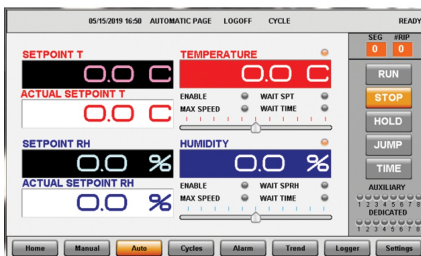 05/15/2019 16:50 AUTOMATIC PAGE LOGOFF CYCLE READY
SEG #RIP
0 0
SETPOINT T TEMPERATURE
0.0 C 0.0 C
RUN
ACTUAL SETPOINT T ENABLE WAIT SPT
STOP
0.0 C MAX SPEED WAIT TIME
HOLD
SETPOINT RH HUMIDITY
JUMP
0.0 % 0.0 %
TIME
ACTUAL SETPOINT RH ENABLE WAIT SPRH
AUXILIARY
0.0 % MAX SPEED WAIT TIME
1 2 3 4 5 6 7 8
DEDICATED
1 2 3 4 5 6 7 8
Home Manual Auto Cycles Alarm Trend Logger Settings